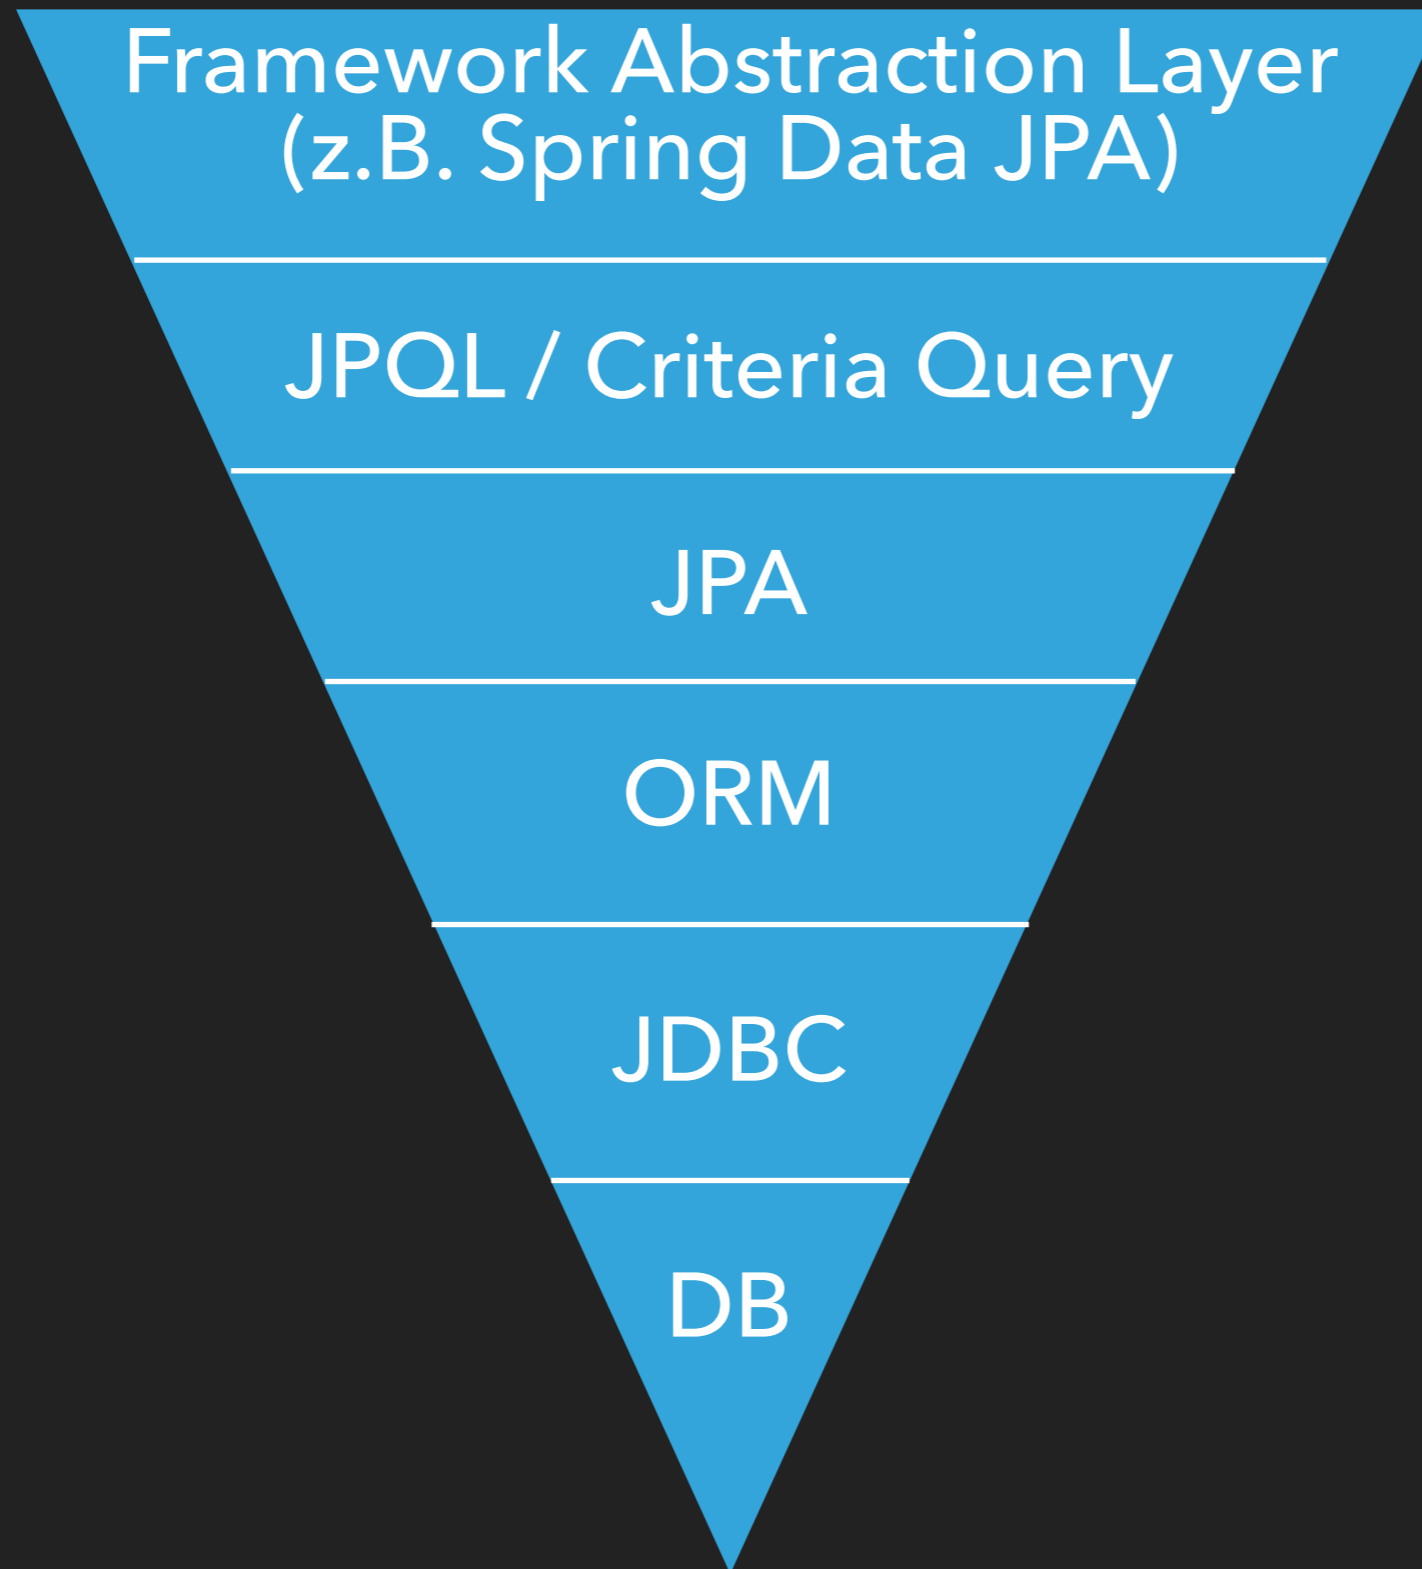 Framework Abstraction Layer
(z.B. Spring Data JPA)
JPQL / Criteria Query
JPA
ORM
JDBC
DB